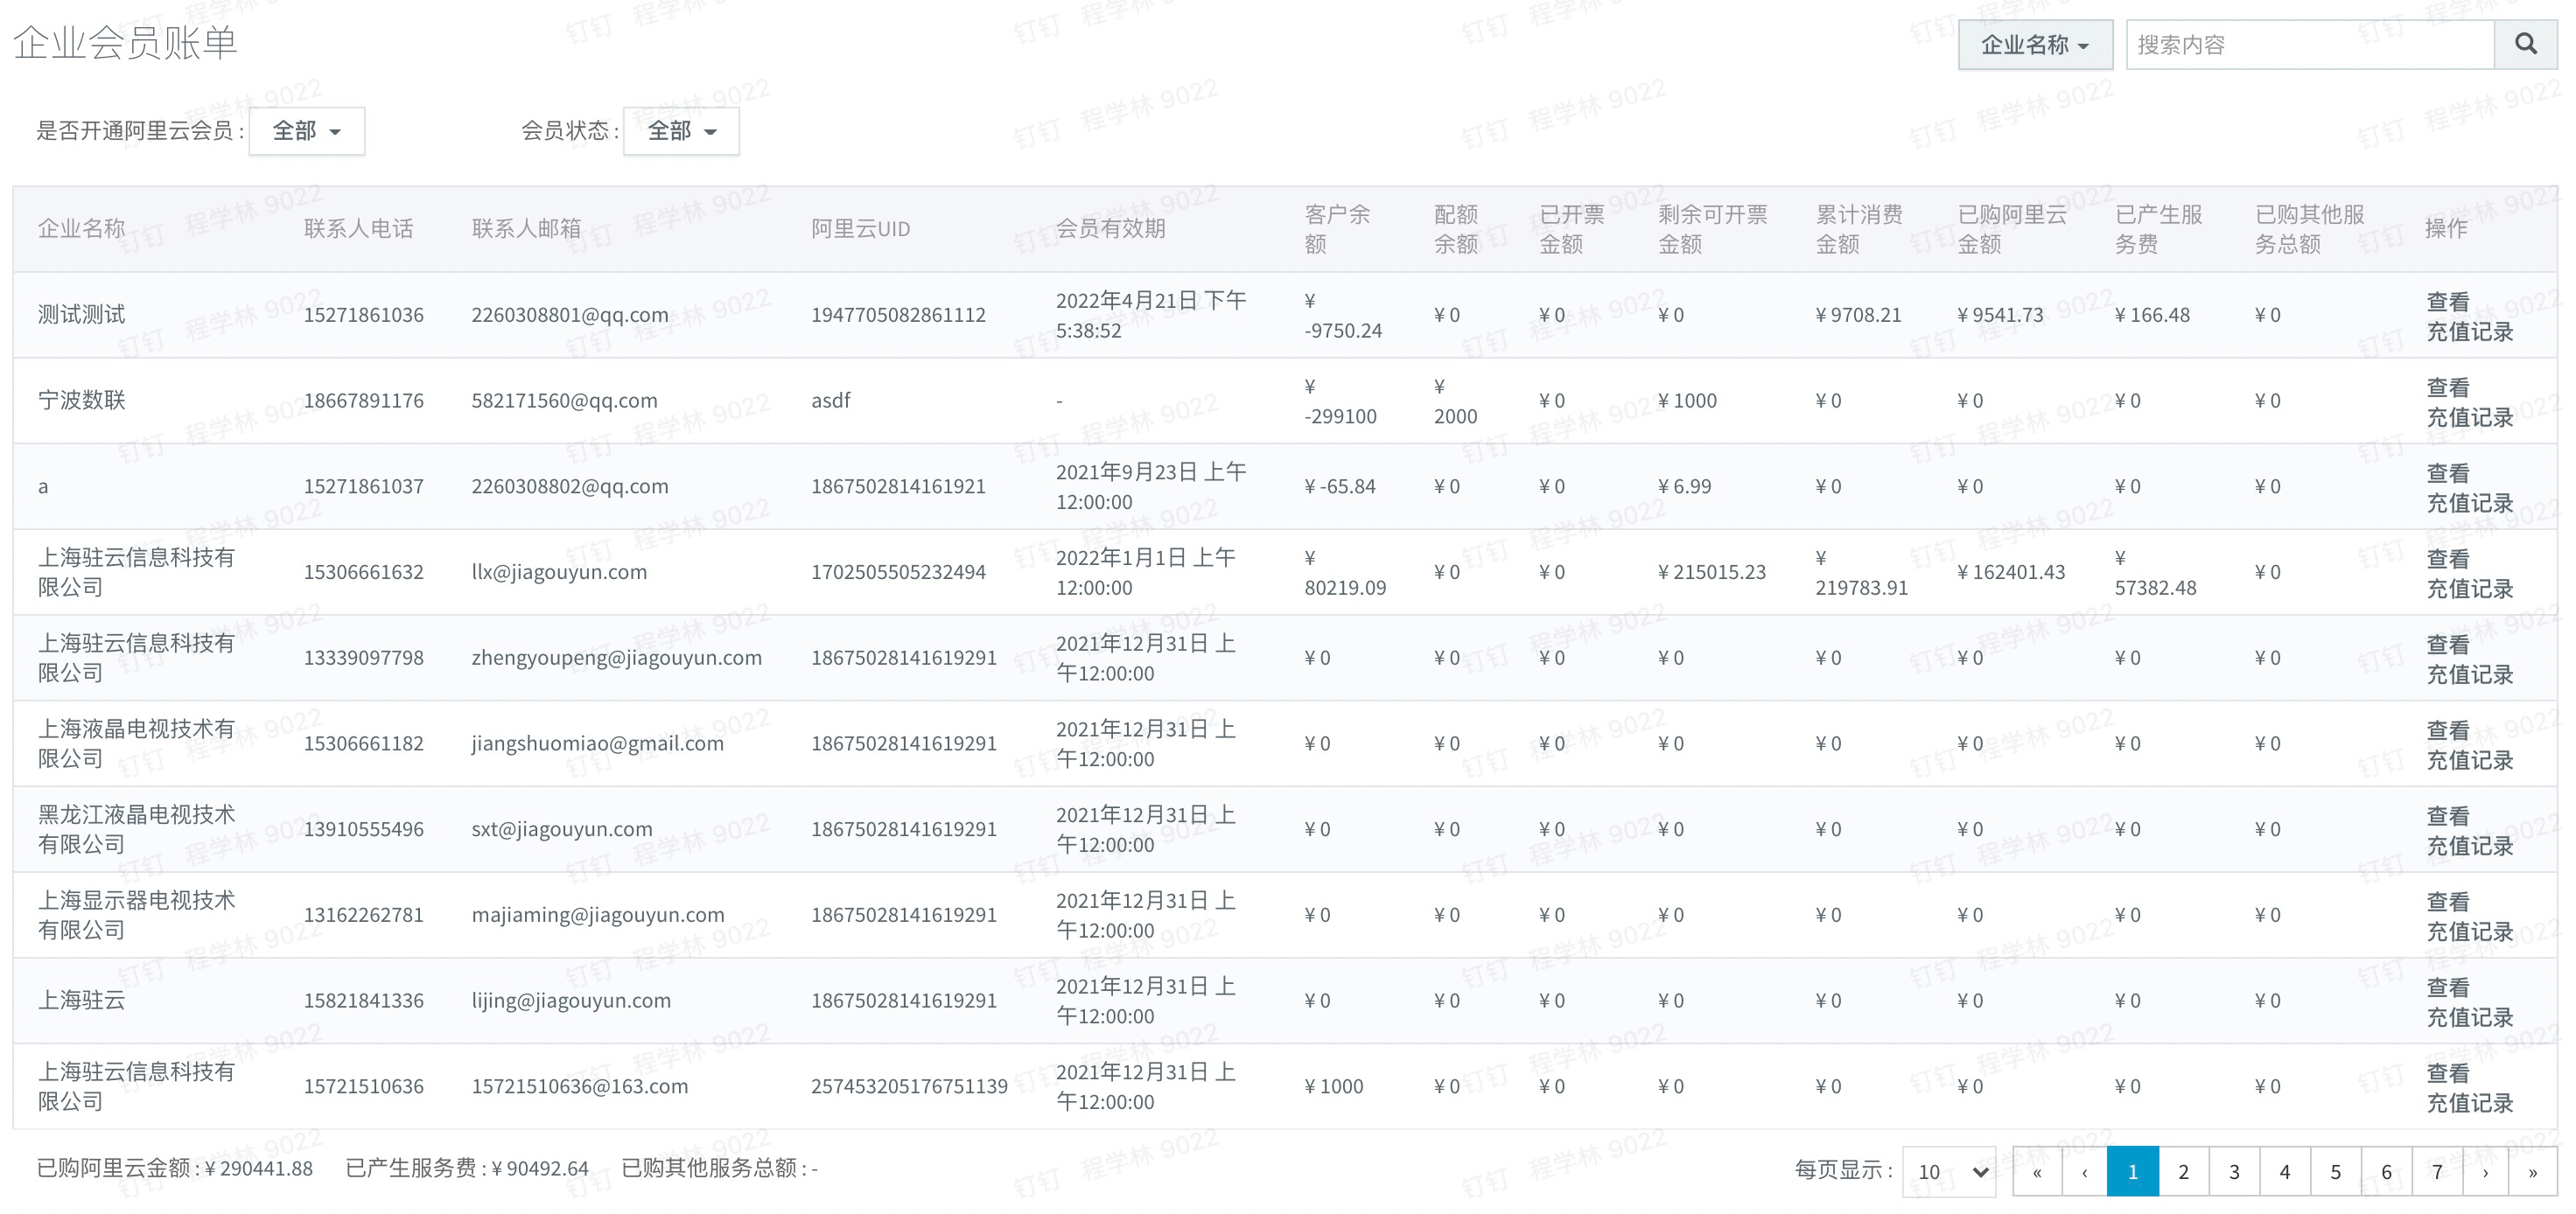 企业会员账单
企业名称
搜索内容
是否开通阿里云会员 : 全部
会员状态 : 全部
企业名称 联系人电话 联系人邮箱 阿里云UID 会员有效期 客户余额 配额余额 已开票金额 剩余可开票金额 累计消费金额 已购阿里云金额 已产生服务费 已购其他服务总额 操作
测试测试 15271861036 2260308801@qq.com 1947705082861112 2022年4月21日 下午5:38:52 ¥ -9750.24 ¥ 0 ¥ 0 ¥ 0 ¥ 9708.21 ¥ 9541.73 ¥ 166.48 ¥ 0 查看 充值记录
宁波数联 18667891176 582171560@qq.com asdf - ¥ -299100 ¥ 2000 ¥ 0 ¥ 1000 ¥ 0 ¥ 0 ¥ 0 ¥ 0 查看 充值记录
a 15271861037 2260308802@qq.com 1867502814161921 2021年9月23日 上午12:00:00 ¥ -65.84 ¥ 0 ¥ 0 ¥ 6.99 ¥ 0 ¥ 0 ¥ 0 ¥ 0 查看 充值记录
上海驻云信息科技有限公司 15306661632 llx@jiagouyun.com 1702505505232494 2022年1月1日 上午12:00:00 ¥ 80219.09 ¥ 0 ¥ 0 ¥ 215015.23 ¥ 219783.91 ¥ 162401.43 ¥ 57382.48 ¥ 0 查看 充值记录
上海驻云信息科技有限公司 13339097798 zhengyoupeng@jiagouyun.com 18675028141619291 2021年12月31日 上午12:00:00 ¥ 0 ¥ 0 ¥ 0 ¥ 0 ¥ 0 ¥ 0 ¥ 0 ¥ 0 查看 充值记录
上海液晶电视技术有限公司 15306661182 jiangshuomiao@gmail.com 18675028141619291 2021年12月31日 上午12:00:00 ¥ 0 ¥ 0 ¥ 0 ¥ 0 ¥ 0 ¥ 0 ¥ 0 ¥ 0 查看 充值记录
黑龙江液晶电视技术有限公司 13910555496 sxt@jiagouyun.com 18675028141619291 2021年12月31日 上午12:00:00 ¥ 0 ¥ 0 ¥ 0 ¥ 0 ¥ 0 ¥ 0 ¥ 0 ¥ 0 查看 充值记录
上海显示器电视技术有限公司 13162262781 majiaming@jiagouyun.com 18675028141619291 2021年12月31日 上午12:00:00 ¥ 0 ¥ 0 ¥ 0 ¥ 0 ¥ 0 ¥ 0 ¥ 0 ¥ 0 查看 充值记录
上海驻云 15821841336 lijing@jiagouyun.com 18675028141619291 2021年12月31日 上午12:00:00 ¥ 0 ¥ 0 ¥ 0 ¥ 0 ¥ 0 ¥ 0 ¥ 0 ¥ 0 查看 充值记录
上海驻云信息科技有限公司 15721510636 15721510636@163.com 257453205176751139 2021年12月31日 上午12:00:00 ¥ 1000 ¥ 0 ¥ 0 ¥ 0 ¥ 0 ¥ 0 ¥ 0 ¥ 0 查看 充值记录
已购阿里云金额 : ¥ 290441.88 已产生服务费 : ¥ 90492.64 已购其他服务总额 : -
每页显示 : 10 « ‹ 1 2 3 4 5 6 7 › »
钉钉 程学林 9022